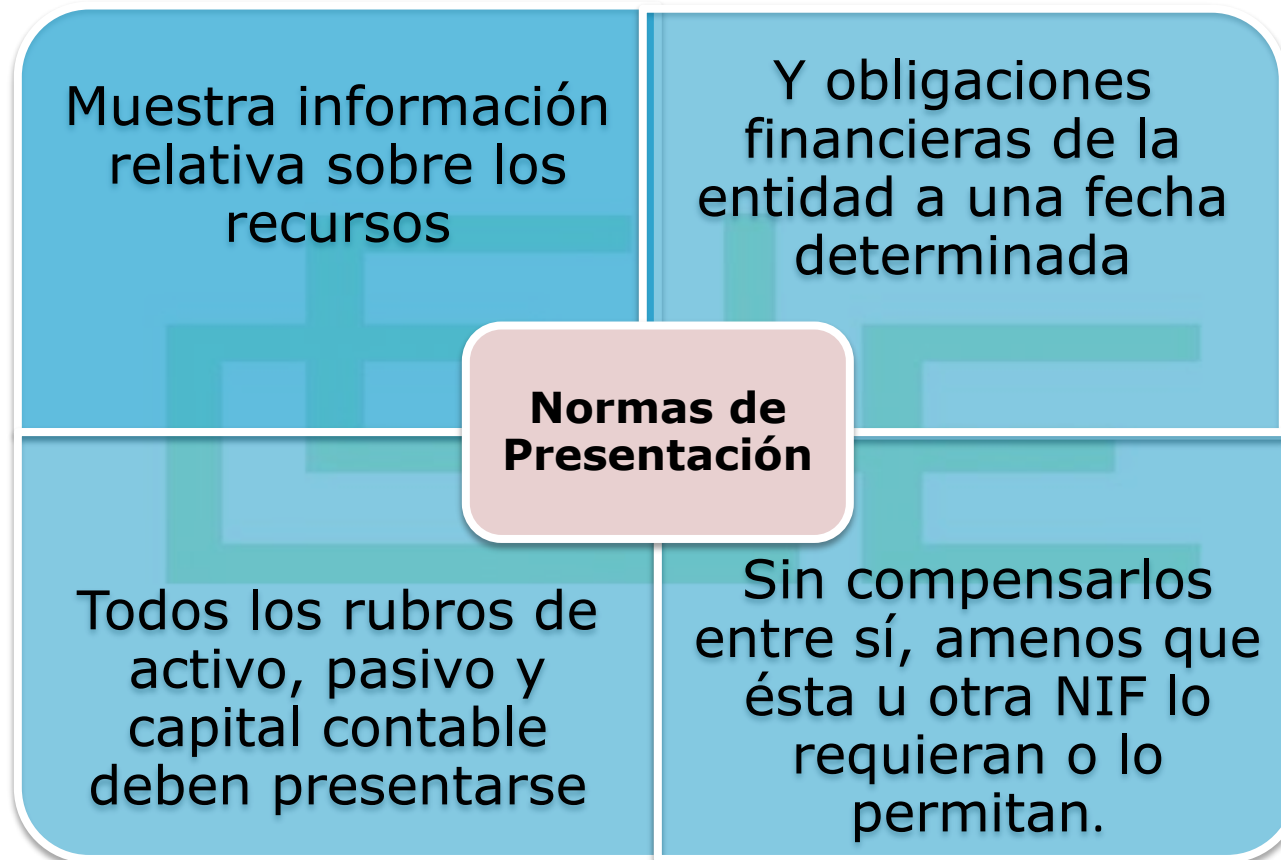 Muestra información
relativa sobre los
recursos
Y obligaciones
financieras de la
entidad a una fecha
determinada
Normas de
Presentación
Todos los rubros de
activo, pasivo y
capital contable
deben presentarse
Sin compensarlos
entre sí, amenos que
ésta u otra NIF lo
requieran o lo
permitan.